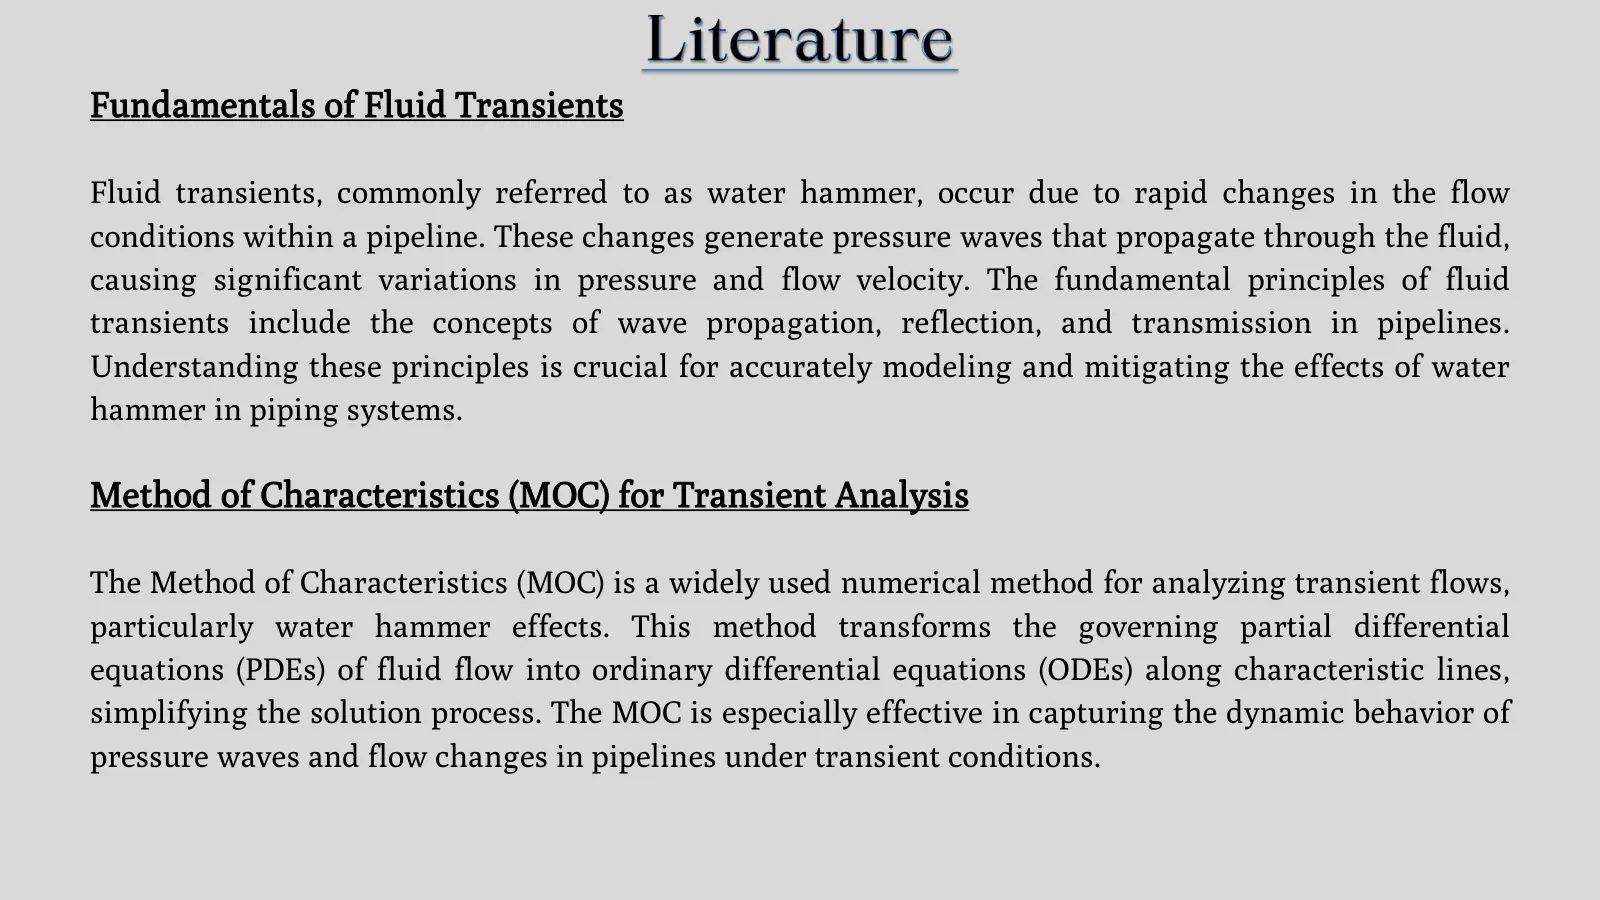 Literature
Fundamentals of Fluid Transients
Fluid transients, commonly referred to as water hammer, occur due to rapid changes in the flow
conditions within a pipeline. These changes generate pressure waves that propagate through the fluid,
causing significant variations in pressure and flow velocity. The fundamental principles of fluid
transients include the concepts of wave propagation, reflection, and transmission in pipelines.
Understanding these principles is crucial for accurately modeling and mitigating the effects of water
hammer in piping systems.
Method of Characteristics (MOC) for Transient Analysis
The Method of Characteristics (MOC) is a widely used numerical method for analyzing transient flows,
particularly water hammer effects. This method transforms the governing partial differential
equations (PDEs) of fluid flow into ordinary differential equations (ODEs) along characteristic lines,
simplifying the solution process. The MOC is especially effective in capturing the dynamic behavior of
pressure waves and flow changes in pipelines under transient conditions.